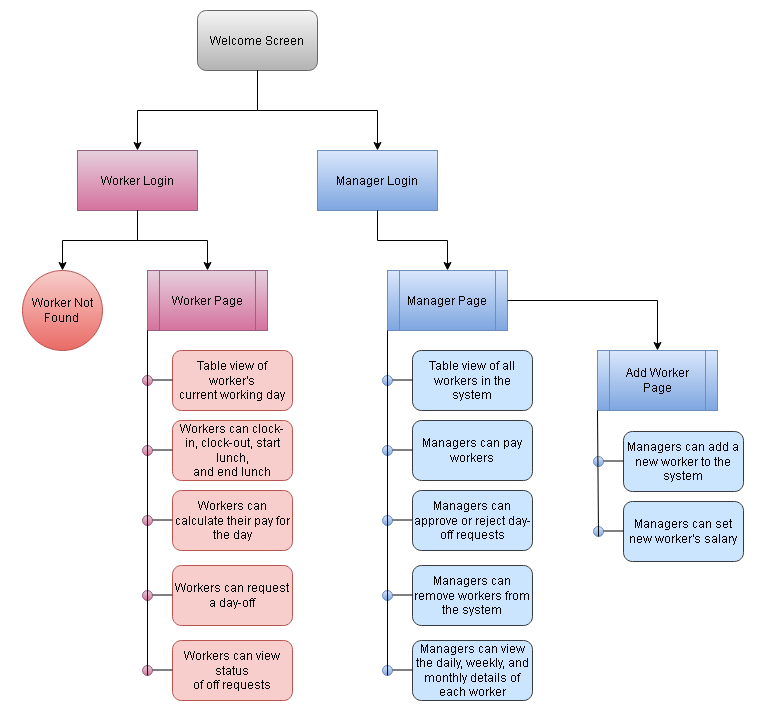 Welcome Screen
Worker Login
Manager Login
Worker Not
Found
Worker Page
Table view of
worker's
current working day
Workers can clock-
in, clock-out, start
lunch,
and end lunch
Workers can
calculate their pay for
the day
Workers can request
a day-off
Workers can view
status
of off requests
Manager Page
Table view of all
workers in the
system
Managers can pay
workers
Managers can
approve or reject day-
off requests
Managers can
remove workers from
the system
Managers can view
the daily, weekly, and
monthly details of
each worker
Add Worker
Page
Managers can add a
new worker to the
system
Managers can set
new worker's salary